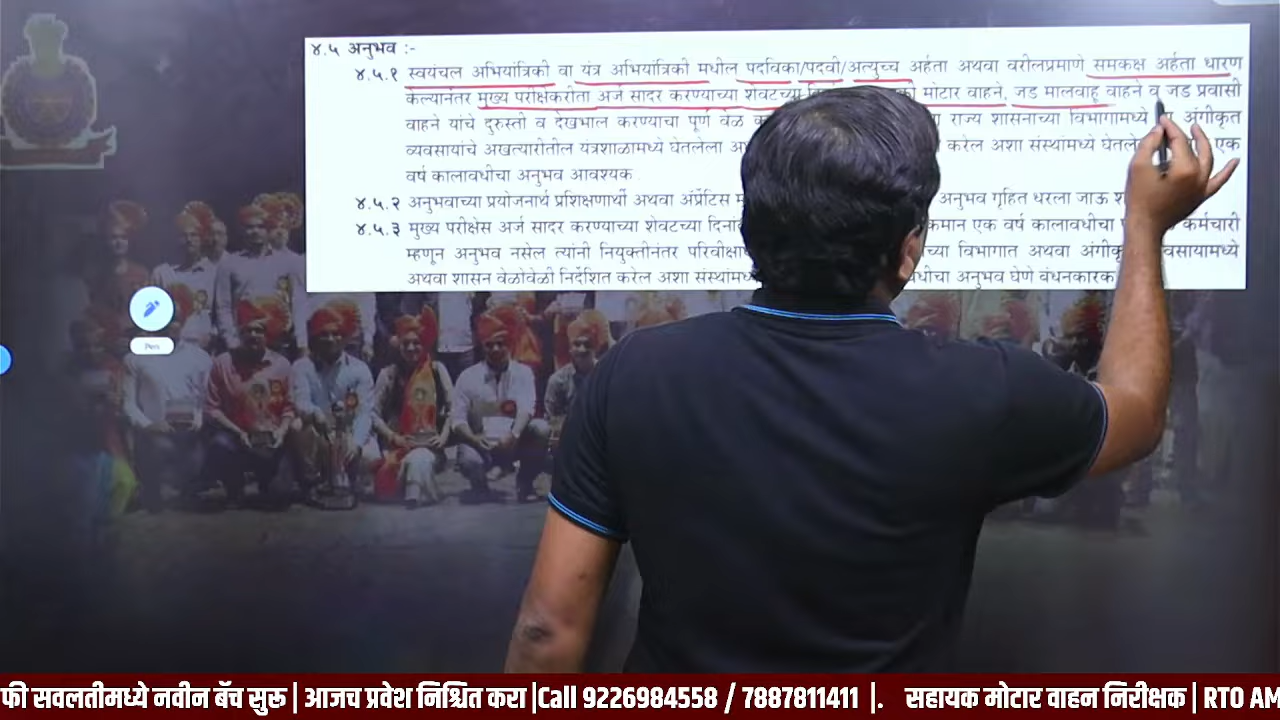 ४.५ अनुभव :-
४.५.१ स्वयंचल अभियांत्रिकी वा यंत्र अभियांत्रिकी मधील पदविका/पदवी/अत्युच्च अर्हता अथवा वरीलप्रमाणे समकक्ष अर्हता धारण
केल्यानंतर मुख्य परीक्षेकरीता अर्ज सादर करण्याच्या शेवटच्या की मोटार वाहने, जड मालवाहू वाहने व जड प्रवासी
वाहने यांचे दुरुस्ती व देखभाल करण्याचा पूर्ण वेळ राज्य शासनाच्या विभागामध्ये अंगीकृत
व्यवसायांचे अखत्यारीतील यंत्रशाळामध्ये घेतलेला करेल अशा संस्थांमध्ये एक
वर्ष कालावधीचा अनुभव आवश्यक
४.५.२ अनुभवाच्या प्रयोजनार्थ प्रशिक्षणार्थी अथवा अॅप्रेंटिस अनुभव गृहित धरला जाऊ
४.५.३ मुख्य परीक्षेस अर्ज सादर करण्याच्या शेवटच्या एक वर्ष कालावधीचा कर्मचारी
म्हणून अनुभव नसेल त्यांनी नियुक्तीनंतर विभागात अथवा
अथवा शासन वेळोवेळी निर्देशित करेल अशा अनुभव घेणे बंधनकारक
Pen
फी सवलतीमध्ये नवीन बॅच सुरू | आजच प्रवेश निश्चित करा |Call 9226984558 / 7887811411 |. सहायक मोटार वाहन निरीक्षक | RTO AM